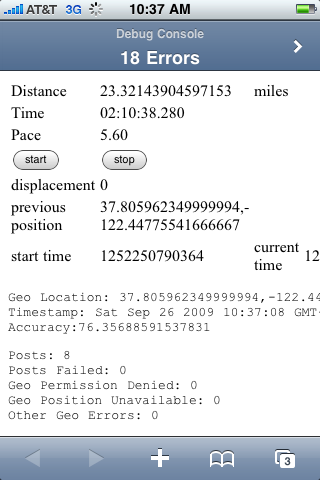 AT&T 3G 10:37 AM
Debug Console
18 Errors
Distance 23.32143904597153 miles
Time 02:10:38.280
Pace 5.60
start stop
displacement 0
previous position 37.805962349999994,-122.44775541666667
start time 1252250790364 current time 12
Geo Location: 37.805962349999994,-122.44
Timestamp: Sat Sep 26 2009 10:37:08 GMT-
Accuracy:76.35688591537831
Posts: 8
Posts Failed: 0
Geo Permission Denied: 0
Geo Position Unavailable: 0
Other Geo Errors: 0
3